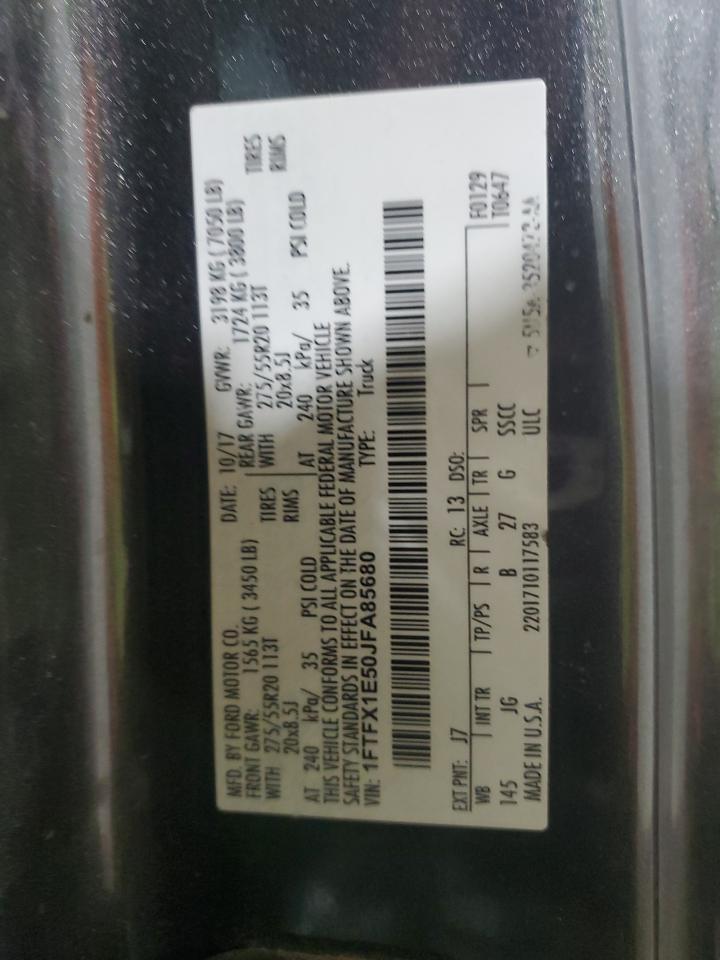 MFD. BY FORD MOTOR CO. DATE: 10/17 GVWR: 3198 KG ( 7050 LB)
FRONT GAWR: 1565 KG ( 3450 LB) REAR GAWR: 1724 KG ( 3800 LB)
WITH 275/55R20 113T TIRES WITH 275/55R20 113T TIRES
20x8.5J RIMS 20x8.5J RIMS
AT 240 kPa/ 35 PSI COLD AT 240 kPa/ 35 PSI COLD
THIS VEHICLE CONFORMS TO ALL APPLICABLE FEDERAL MOTOR VEHICLE
SAFETY STANDARDS IN EFFECT ON THE DATE OF MANUFACTURE SHOWN ABOVE.
VIN: 1FTFX1E50JFA85680 TYPE: Truck
EXT PNT: J7 RC: 13 DSO: F0129
WB INT TR TP/PS R AXLE TR SPR T0647
145 JG B 27 G SSCC
MADE IN U.S.A. 2201710117583 ULC